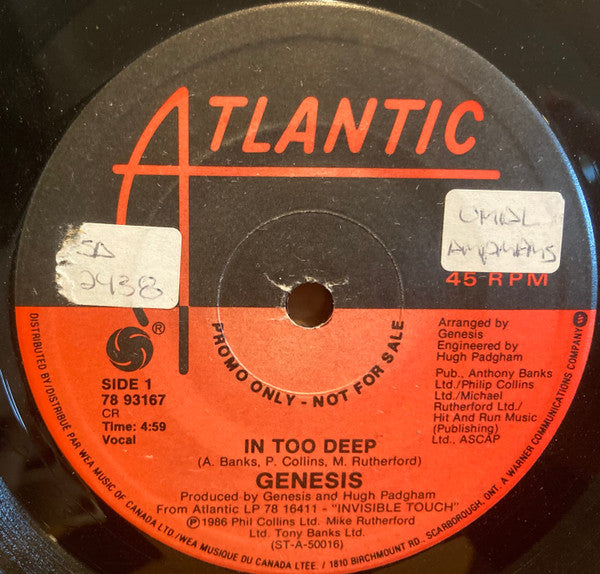 ATLANTIC
SD
2438
UMDL
45 RPM
®
SIDE 1
78 93167
CR
Time: 4:59
Vocal
PROMO ONLY - NOT FOR SALE
Arranged by
Genesis
Engineered by
Hugh Padgham
Pub., Anthony Banks
Ltd./Philip Collins
Ltd./Michael
Rutherford Ltd./
Hit And Run Music
(Publishing)
Ltd., ASCAP
IN TOO DEEP
(A. Banks, P. Collins, M. Rutherford)
GENESIS
Produced by Genesis and Hugh Padgham
From Atlantic LP 78 16411 - "INVISIBLE TOUCH"
Ⓟ1986 Phil Collins Ltd. Mike Rutherford
Ltd. Tony Banks Ltd.
(ST-A-50016)
DISTRIBUTED BY/DISTRIBUÉ PAR WEA MUSIC OF CANADA LTD./WEA MUSIQUE DU CANADA LTEE. / 1810 BIRCHMOUNT RD., SCARBOROUGH, ONT. A WARNER COMMUNICATIONS COMPANY